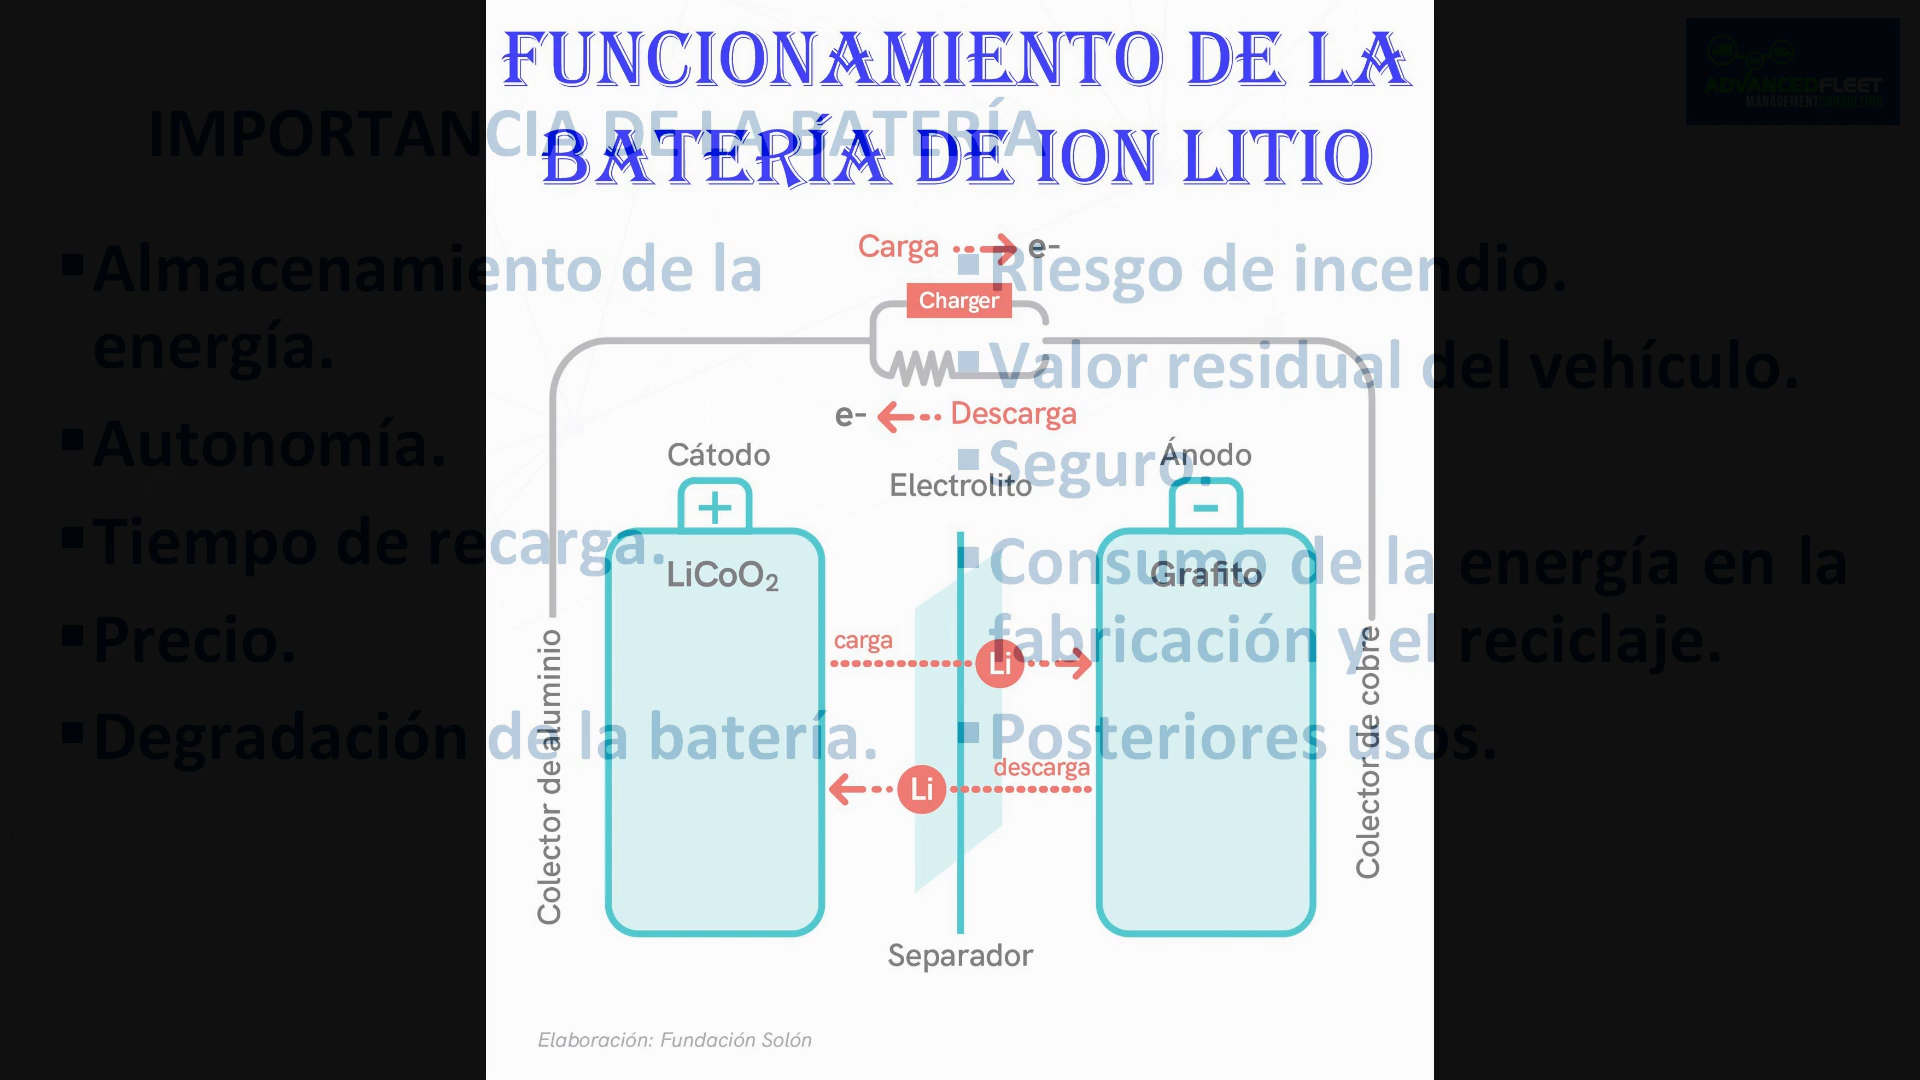 FUNCIONAMIENTO DE LA
BATERÍA DE ION LITIO
IMPORTANCIA DE LA BATERÍA
ADVANCEDFLEET
MANAGEMENTCONSULTING
▪Almacenamiento de la
energía.
▪Autonomía.
▪Tiempo de recarga.
▪Precio.
▪Degradación de la batería.
▪Riesgo de incendio.
▪Valor residual del vehículo.
▪Seguro.
▪Consumo de la energía en la
fabricación y el reciclaje.
▪Posteriores usos.
Carga e-
Charger
e- Descarga
Cátodo
Ánodo
Electrolito
+
-
LiCoO₂
Grafito
carga
Li
descarga
Li
Colector de aluminio
Colector de cobre
Separador
Elaboración: Fundación Solón